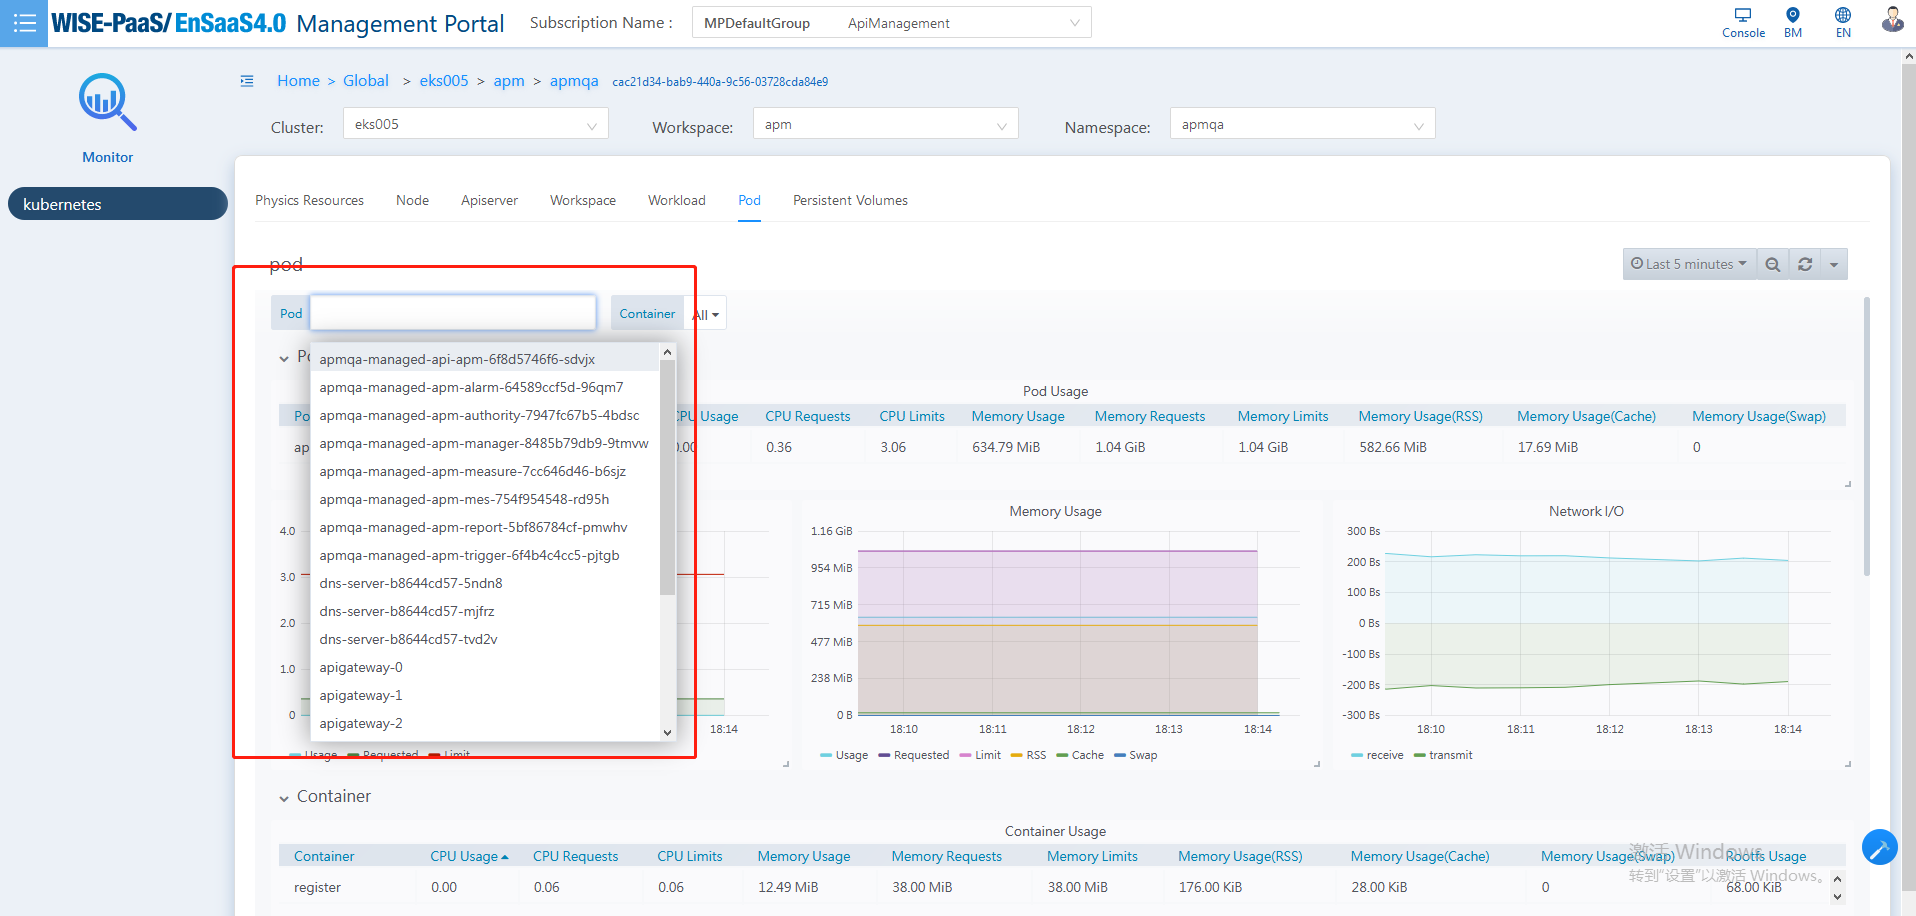 WISE-PaaS/ EnSaaS4.0 Management Portal Subscription Name : MPDefaultGroup ApiManagement Console BM EN
Home > Global > eks005 > apm > apmqa cac21d34-bab9-440a-9c56-03728cda84e9
Cluster: eks005 Workspace: apm Namespace: apmqa
Monitor
kubernetes
Physics Resources Node Apiserver Workspace Workload Pod Persistent Volumes
pod
Last 5 minutes
Pod Container All
apmqa-managed-api-apm-6f8d5746f6-sdvjx
apmqa-managed-apm-alarm-64589ccf5d-96qm7
apmqa-managed-apm-authority-7947fc67b5-4bdsc
apmqa-managed-apm-manager-8485b79db9-9tmvw
apmqa-managed-apm-measure-7cc646d46-b6sjz
apmqa-managed-apm-mes-754f954548-rd95h
apmqa-managed-apm-report-5bf86784cf-pmwhv
apmqa-managed-apm-trigger-6f4b4c4cc5-pjtgb
dns-server-b8644cd57-5ndn8
dns-server-b8644cd57-mjfrz
dns-server-b8644cd57-tvd2v
apigateway-0
apigateway-1
apigateway-2
Pod Usage
CPU Usage CPU Requests CPU Limits Memory Usage Memory Requests Memory Limits Memory Usage(RSS) Memory Usage(Cache) Memory Usage(Swap)
ap 0.00 0.36 3.06 634.79 MiB 1.04 GiB 1.04 GiB 582.66 MiB 17.69 MiB 0
4.0
3.0
2.0
1.0
0
18:14
Usage Requested Limit
Memory Usage
1.16 GiB
954 MiB
715 MiB
477 MiB
238 MiB
0 B
18:10 18:11 18:12 18:13 18:14
Usage Requested Limit RSS Cache Swap
Network I/O
300 Bs
200 Bs
100 Bs
0 Bs
-100 Bs
-200 Bs
-300 Bs
18:10 18:11 18:12 18:13 18:14
receive transmit
Container
Container Usage
Container CPU Usage CPU Requests CPU Limits Memory Usage Memory Requests Memory Limits Memory Usage(RSS) Memory Usage(Cache) Memory Usage(Swap) Rootfs Usage
register 0.00 0.06 0.06 12.49 MiB 38.00 MiB 38.00 MiB 176.00 KiB 28.00 KiB 0 68.00 KiB
激活 Windows
转到"设置"以激活 Windows。